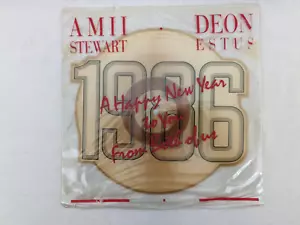 AMII DEON
STEWART ESTUS
1986
A Happy New Year
To You
From Both of us